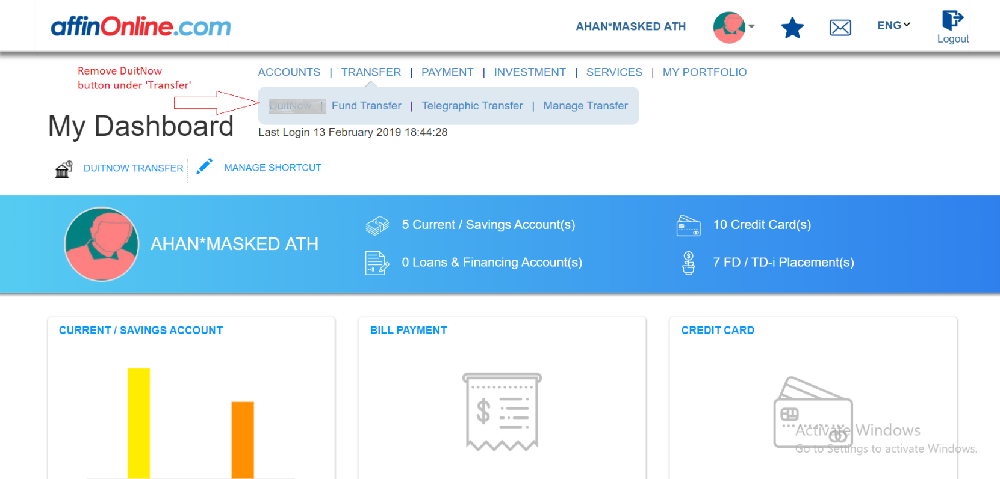 affinOnline.com
AHAN*MASKED ATH
ENG
Logout
Remove DuitNow
button under 'Transfer'
ACCOUNTS | TRANSFER | PAYMENT | INVESTMENT | SERVICES | MY PORTFOLIO
DuitNow | Fund Transfer | Telegraphic Transfer | Manage Transfer
My Dashboard
Last Login 13 February 2019 18:44:28
DUITNOW TRANSFER
MANAGE SHORTCUT
AHAN*MASKED ATH
5 Current / Savings Account(s)
10 Credit Card(s)
0 Loans & Financing Account(s)
7 FD / TD-i Placement(s)
CURRENT / SAVINGS ACCOUNT
BILL PAYMENT
CREDIT CARD
Activate Windows
Go to Settings to activate Windows.